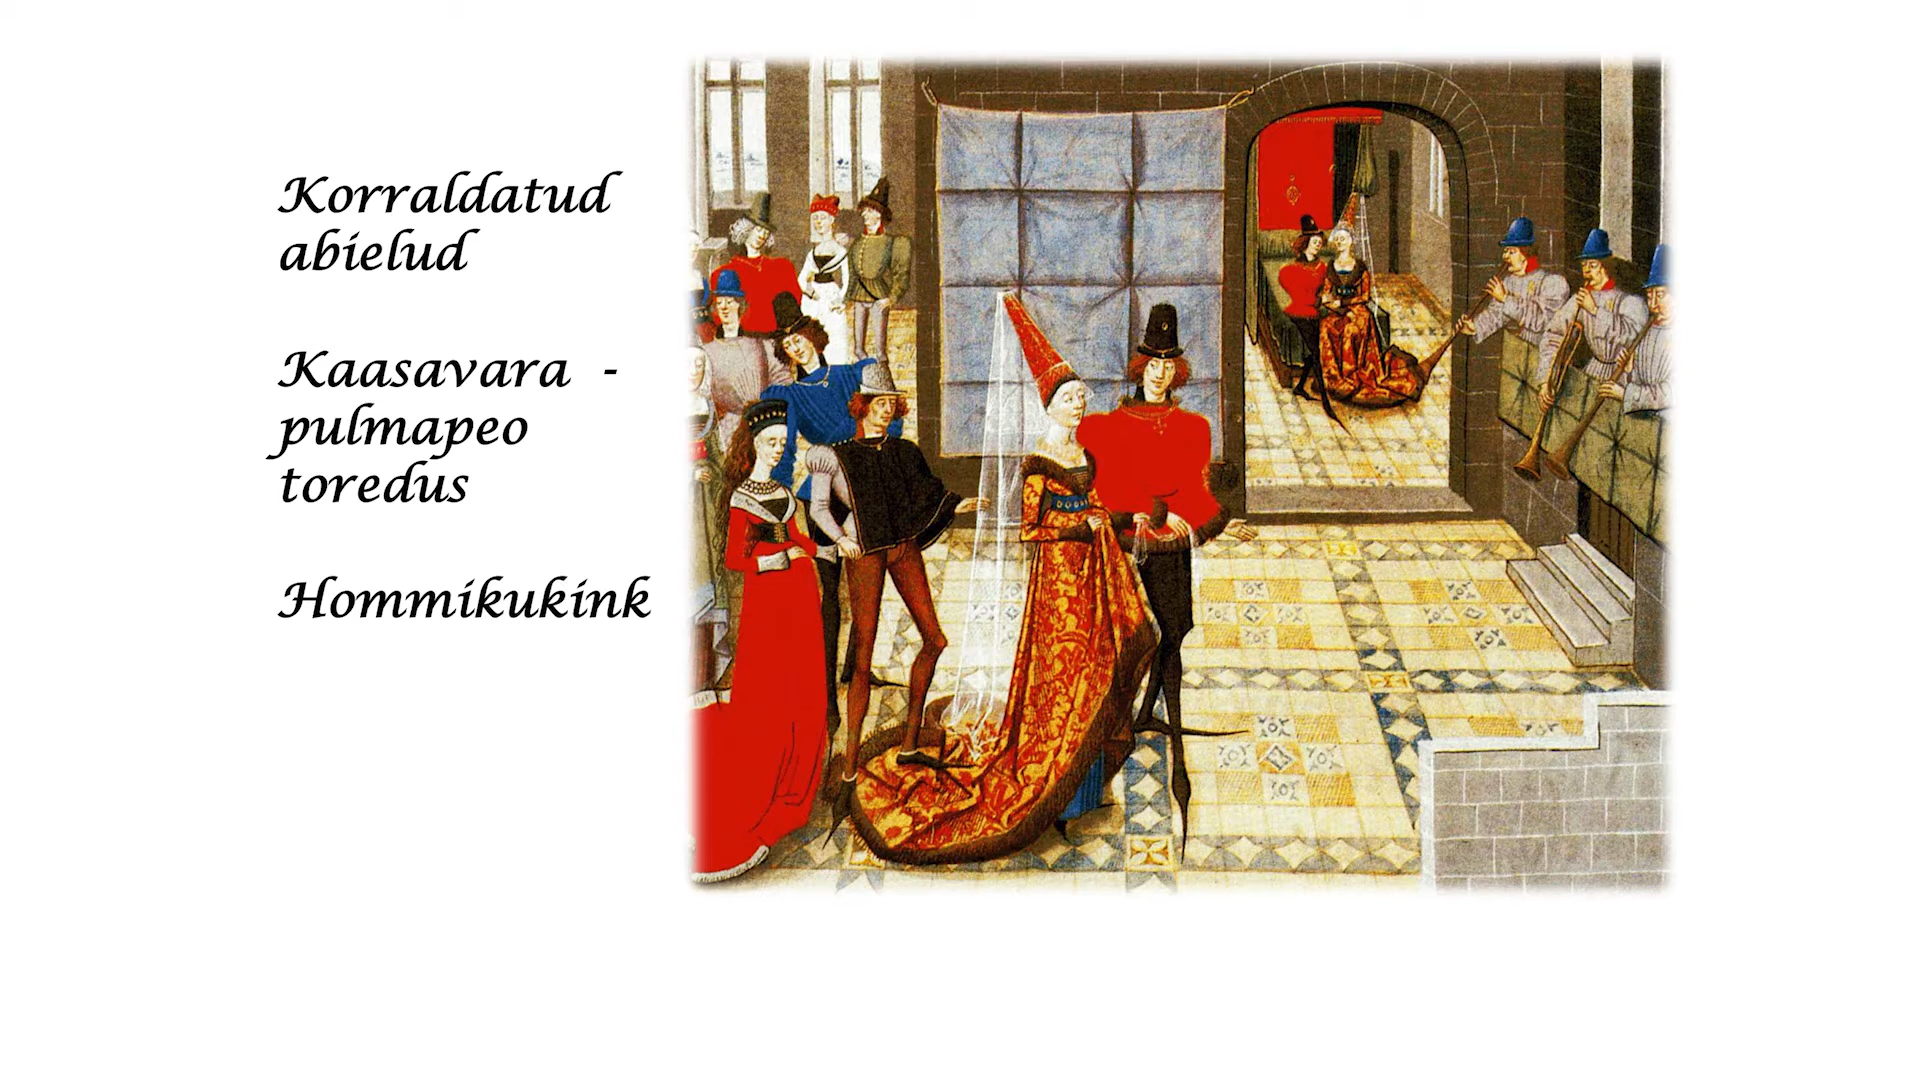 Korraldatud
abielud
Kaasavara -
pulmapeo
toredus
Hommikukink